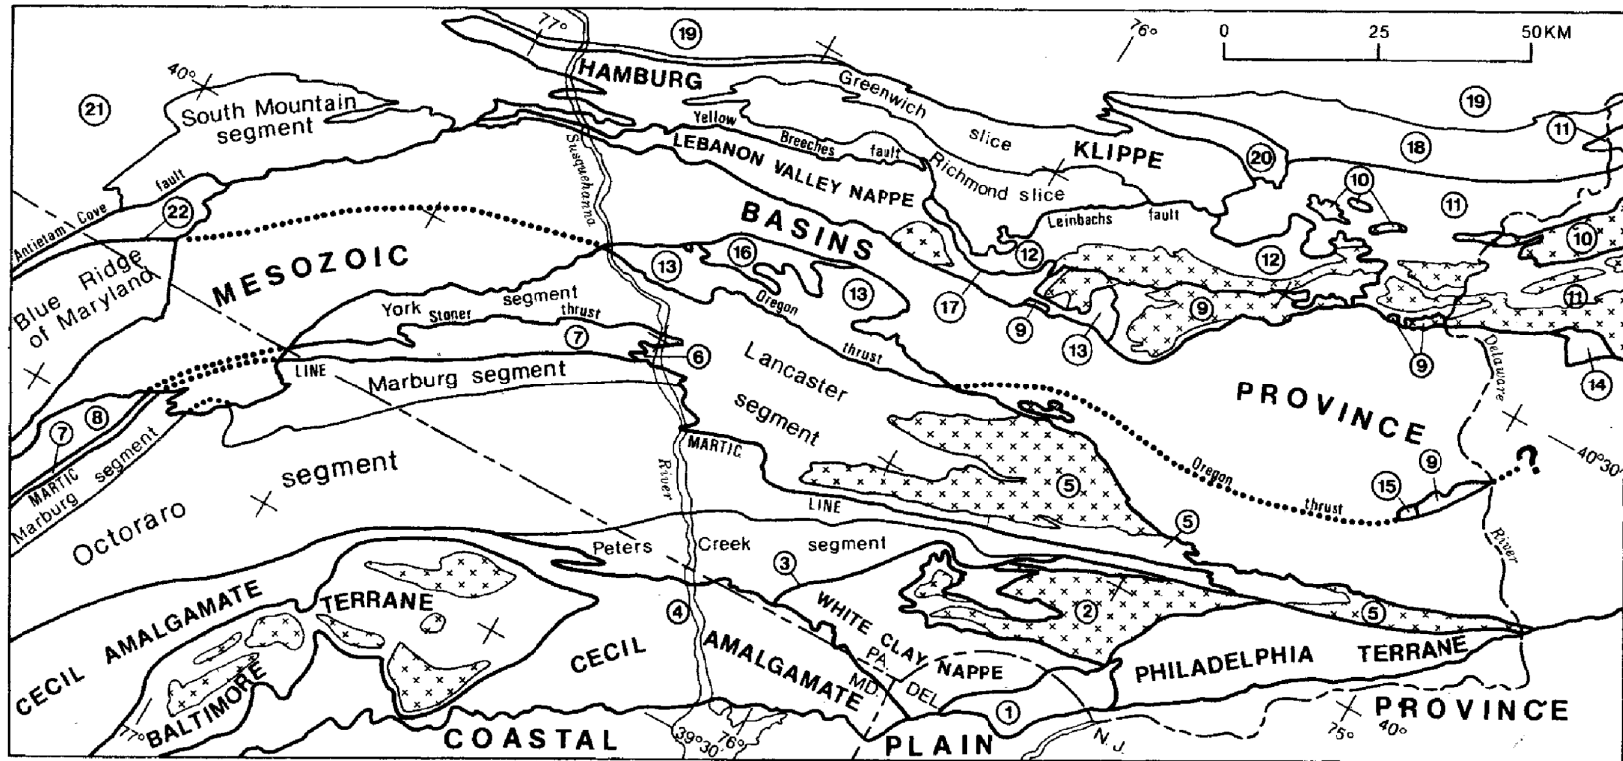 77°
19
76°
0 25 50 KM
40°
HAMBURG
Greenwich
slice
19
21
South Mountain
segment
Yellow
Breeches
fault
KLIPPE
11
18
20
Susquehanna
LEBANON VALLEY NAPPE
Richmond slice
10
11
Antietam Cove
fault
22
Leinbachs
fault
BASINS
12
12
10
MESOZOIC
16
13
13
Oregon
thrust
17
9
13
9
11
Blue Ridge
of Maryland
York
segment
Stoner
thrust
7
6
LINE
Marburg segment
Lancaster
segment
9
Delaware
14
PROVINCE
8
7
MARTIC
Marburg segment
MARTIC
LINE
Octoraro
segment
River
5
Oregon
thrust
15
9
?
40°30'
5
Peters
Creek
segment
3
River
CECIL AMALGAMATE
TERRANE
BALTIMORE
4
CECIL
AMALGAMATE
WHITE CLAY NAPPE
2
5
PHILADELPHIA
TERRANE
PA.
MD.
DEL
1
77°
COASTAL
39°30'
76°
PLAIN
N.J.
75°
40°
PROVINCE